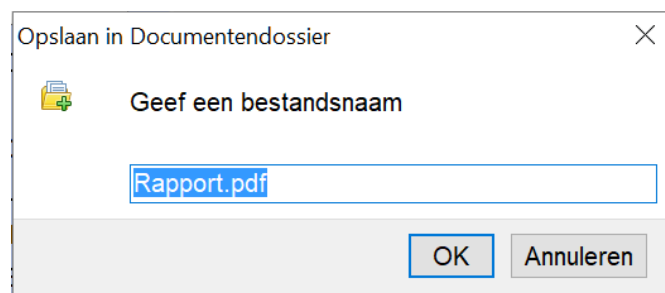 Opslaan in Documentendossier
Geef een bestandsnaam
Rapport.pdf
OK Annuleren